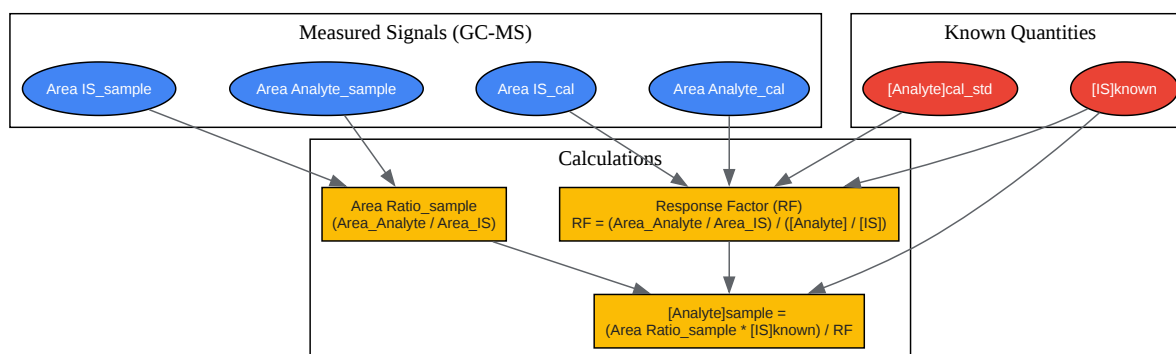 Measured Signals (GC-MS)
Known Quantities
Area IS_sample
Area Analyte_sample
Area IS_cal
Area Analyte_cal
[Analyte]cal_std
[IS]known
Calculations
Area Ratio_sample
(Area_Analyte / Area_IS)
Response Factor (RF)
RF = (Area_Analyte / Area_IS) / ([Analyte] / [IS])
[Analyte]sample =
(Area Ratio_sample * [IS]known) / RF